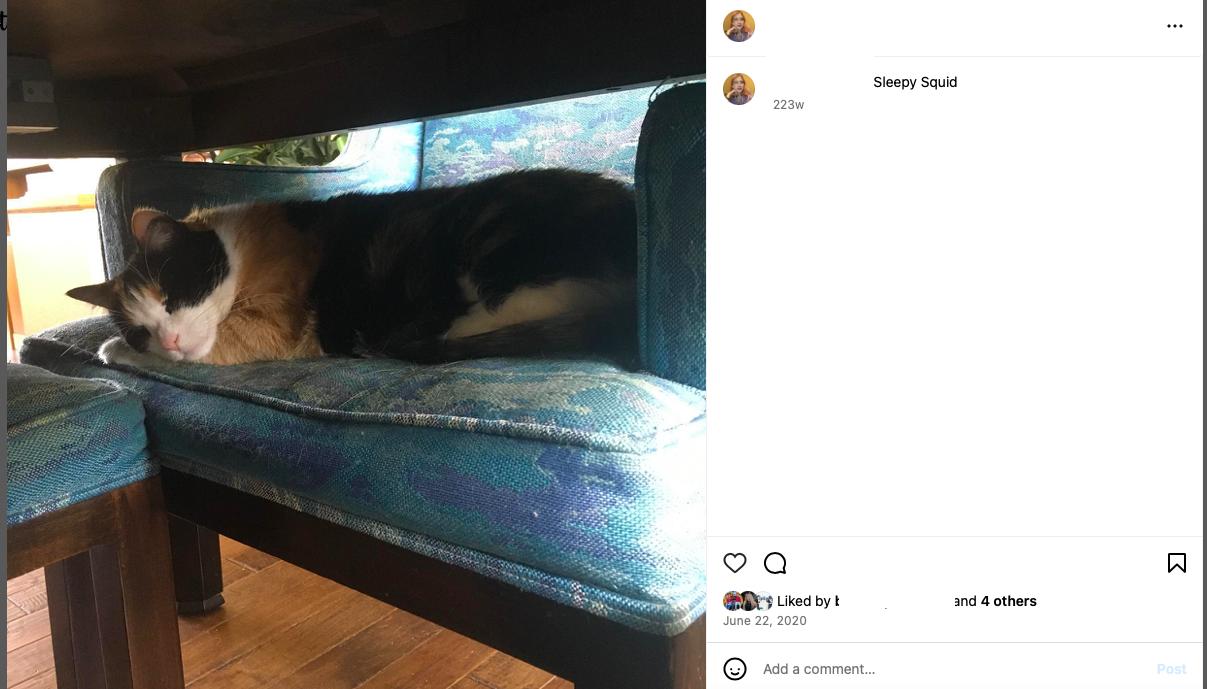 Sleepy Squid
223w
Liked by
and 4 others
June 22, 2020
Add a comment...
Post